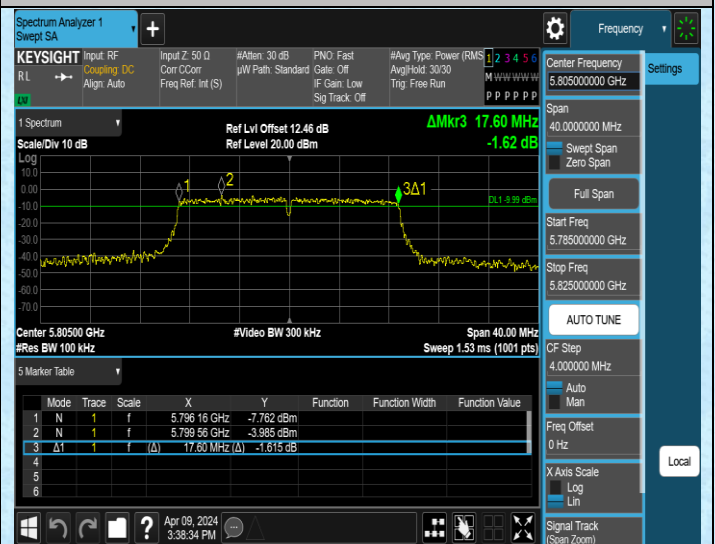 Spectrum Analyzer 1
Swept SA
+
Frequency
KEYSIGHT
RL
LXI
Input: RF
Coupling: DC
Align: Auto
Input Z: 50 Ω
Corr CCorr
Freq Ref: Int (S)
#Atten: 30 dB
µW Path: Standard
PNO: Fast
Gate: Off
IF Gain: Low
Sig Track: Off
#Avg Type: Power (RMS
Avg|Hold: 30/30
Trig: Free Run
1 2 3 4 5 6
M W W W W W
P P P P P P
1 Spectrum
Scale/Div 10 dB
Ref Lvl Offset 12.46 dB
Ref Level 20.00 dBm
ΔMkr3 17.60 MHz
-1.62 dB
Log
10.0
0.00
-10.0
-20.0
-30.0
-40.0
-50.0
-60.0
-70.0
1
2
3Δ1
DL1 -9.99 dBm
Center 5.80500 GHz
#Res BW 100 kHz
#Video BW 300 kHz
Span 40.00 MHz
Sweep 1.53 ms (1001 pts)
5 Marker Table
Mode Trace Scale X Y Function Function Width Function Value
1 N 1 f 5.796 16 GHz -7.762 dBm
2 N 1 f 5.799 56 GHz -3.985 dBm
3 Δ1 1 f (Δ) 17.60 MHz (Δ) -1.615 dB
4
5
6
?
Apr 09, 2024
3:38:34 PM
Center Frequency
5.805000000 GHz
Span
40.0000000 MHz
Swept Span
Zero Span
Full Span
Start Freq
5.785000000 GHz
Stop Freq
5.825000000 GHz
AUTO TUNE
CF Step
4.000000 MHz
Auto
Man
Freq Offset
0 Hz
X Axis Scale
Log
Lin
Signal Track
(Span Zoom)
Settings
Local